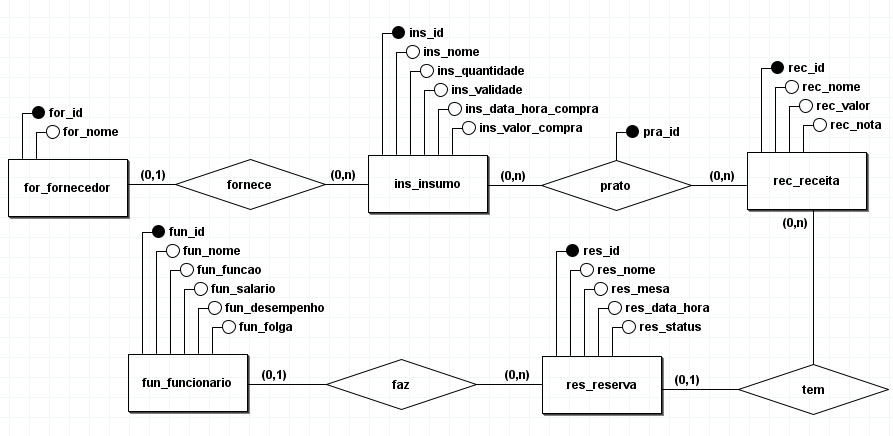 ins_id
ins_nome
ins_quantidade
ins_validade
ins_data_hora_compra
ins_valor_compra
rec_id
rec_nome
rec_valor
rec_nota
for_id
for_nome
pra_id
for_fornecedor
(0,1)
fornece
(0,n)
ins_insumo
(0,n)
prato
(0,n)
rec_receita
(0,n)
fun_id
fun_nome
fun_funcao
fun_salario
fun_desempenho
fun_folga
res_id
res_nome
res_mesa
res_data_hora
res_status
fun_funcionario
(0,1)
faz
(0,n)
res_reserva
(0,1)
tem